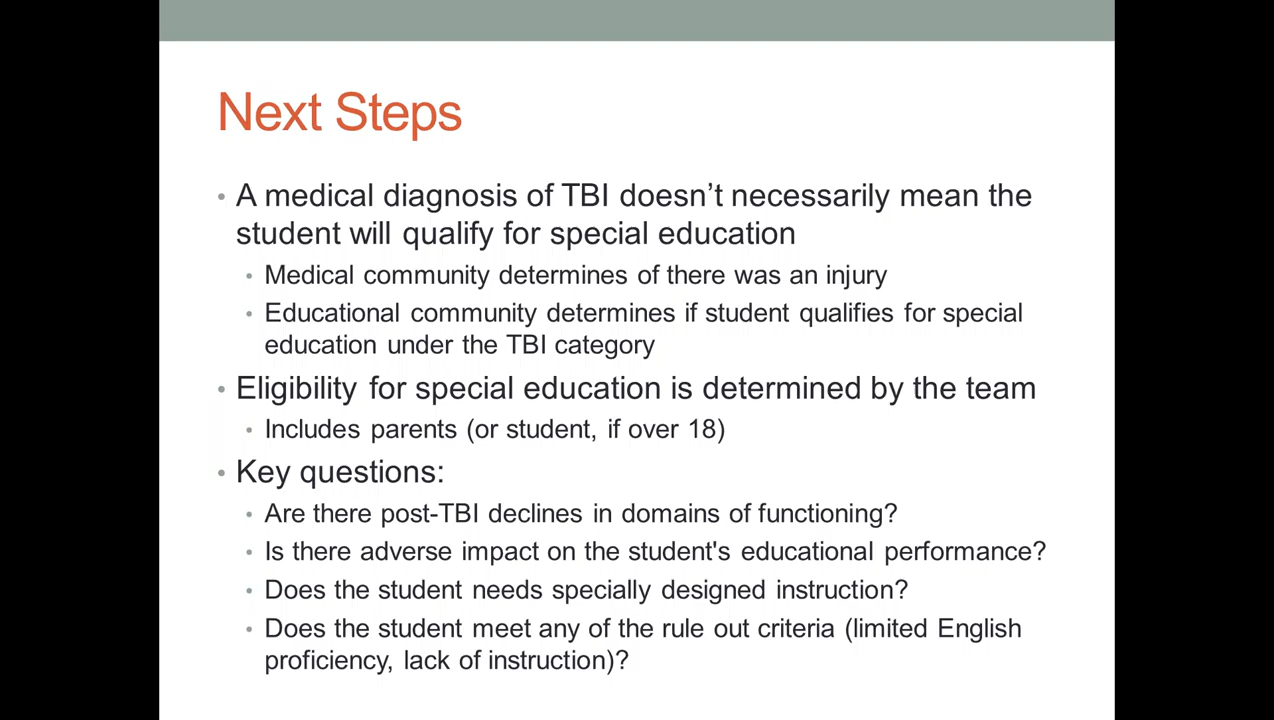 Next Steps
• A medical diagnosis of TBI doesn’t necessarily mean the
student will qualify for special education
• Medical community determines of there was an injury
• Educational community determines if student qualifies for special
education under the TBI category
• Eligibility for special education is determined by the team
• Includes parents (or student, if over 18)
• Key questions:
• Are there post-TBI declines in domains of functioning?
• Is there adverse impact on the student's educational performance?
• Does the student needs specially designed instruction?
• Does the student meet any of the rule out criteria (limited English
proficiency, lack of instruction)?